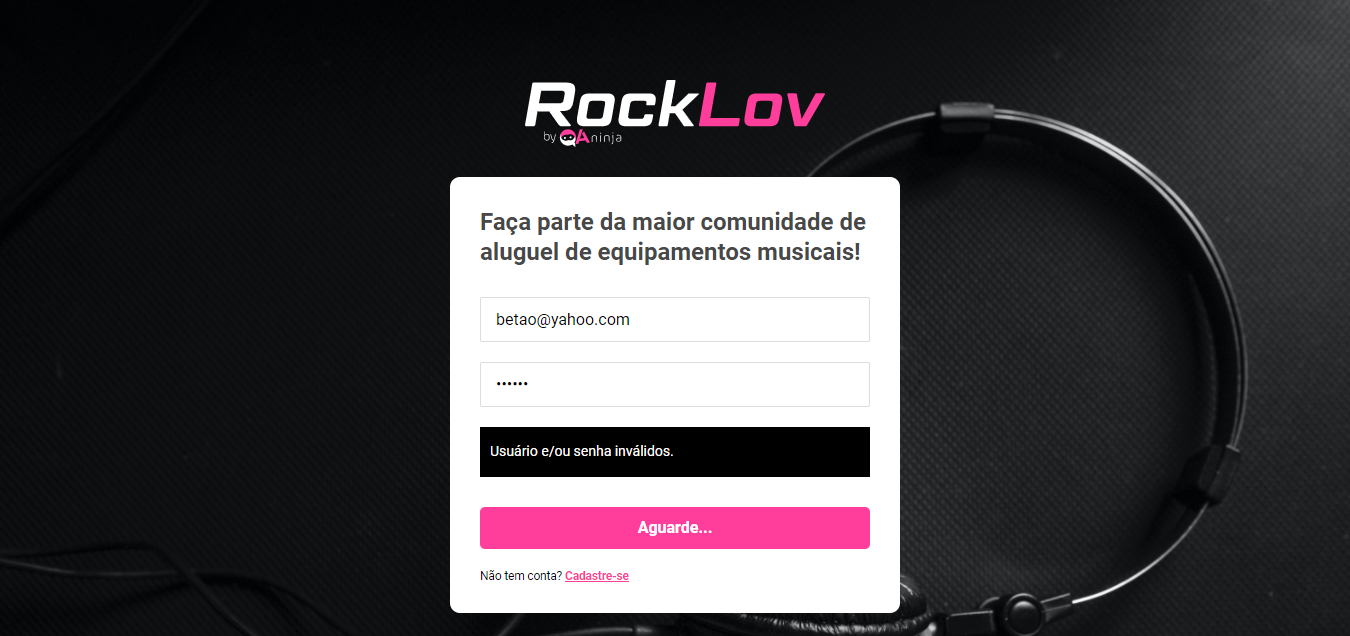 RockLov
by QAninja
Faça parte da maior comunidade de
aluguel de equipamentos musicais!
betao@yahoo.com
••••••
Usuário e/ou senha inválidos.
Aguarde...
Não tem conta? Cadastre-se